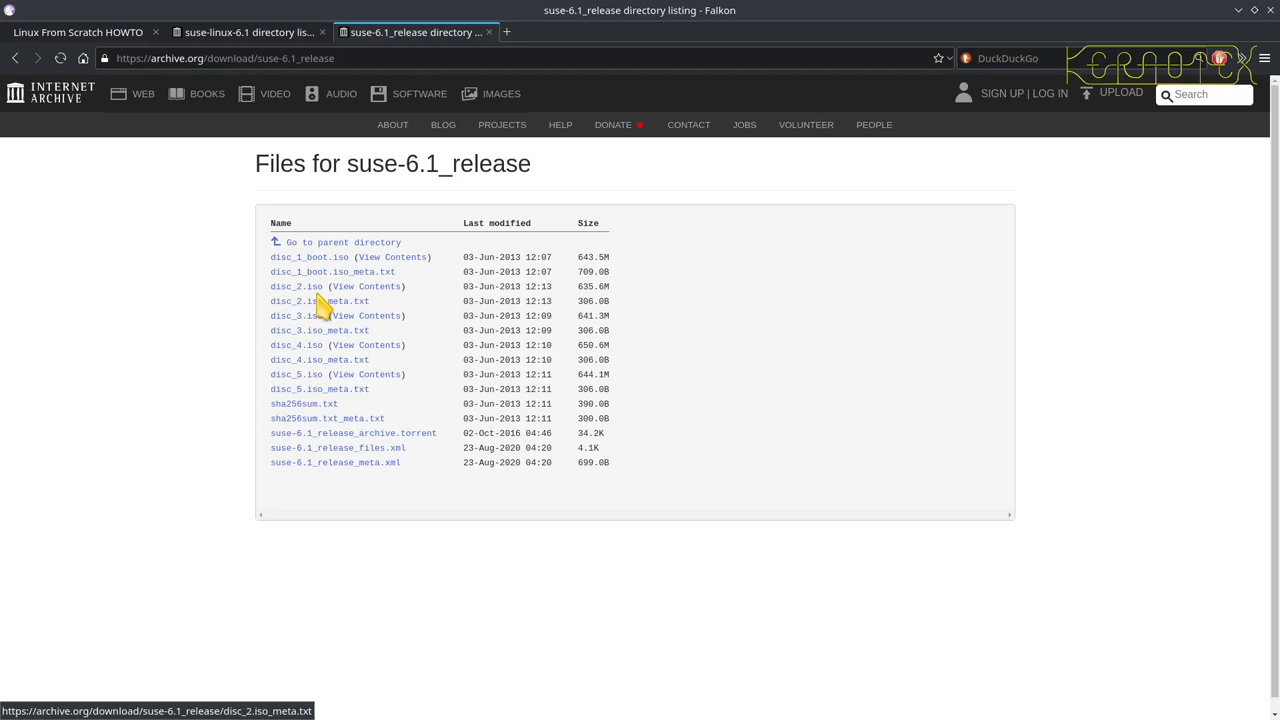 suse-6.1_release directory listing - Falkon
Linux From Scratch HOWTO
suse-linux-6.1 directory lis...
suse-6.1_release directory ...
https://archive.org/download/suse-6.1_release
DuckDuckGo
INTERNET ARCHIVE
WEB
BOOKS
VIDEO
AUDIO
SOFTWARE
IMAGES
SIGN UP | LOG IN
UPLOAD
Search
ABOUT
BLOG
PROJECTS
HELP
DONATE
CONTACT
JOBS
VOLUNTEER
PEOPLE
Files for suse-6.1_release
Name Last modified Size
Go to parent directory
disc_1_boot.iso (View Contents) 03-Jun-2013 12:07 643.5M
disc_1_boot.iso_meta.txt 03-Jun-2013 12:07 709.0B
disc_2.iso (View Contents) 03-Jun-2013 12:13 635.6M
disc_2.iso_meta.txt 03-Jun-2013 12:13 306.0B
disc_3.iso (View Contents) 03-Jun-2013 12:09 641.3M
disc_3.iso_meta.txt 03-Jun-2013 12:09 306.0B
disc_4.iso (View Contents) 03-Jun-2013 12:10 650.6M
disc_4.iso_meta.txt 03-Jun-2013 12:10 306.0B
disc_5.iso (View Contents) 03-Jun-2013 12:11 644.1M
disc_5.iso_meta.txt 03-Jun-2013 12:11 306.0B
sha256sum.txt 03-Jun-2013 12:11 390.0B
sha256sum.txt_meta.txt 03-Jun-2013 12:11 300.0B
suse-6.1_release_archive.torrent 02-Oct-2016 04:46 34.2K
suse-6.1_release_files.xml 23-Aug-2020 04:20 4.1K
suse-6.1_release_meta.xml 23-Aug-2020 04:20 699.0B
https://archive.org/download/suse-6.1_release/disc_2.iso_meta.txt